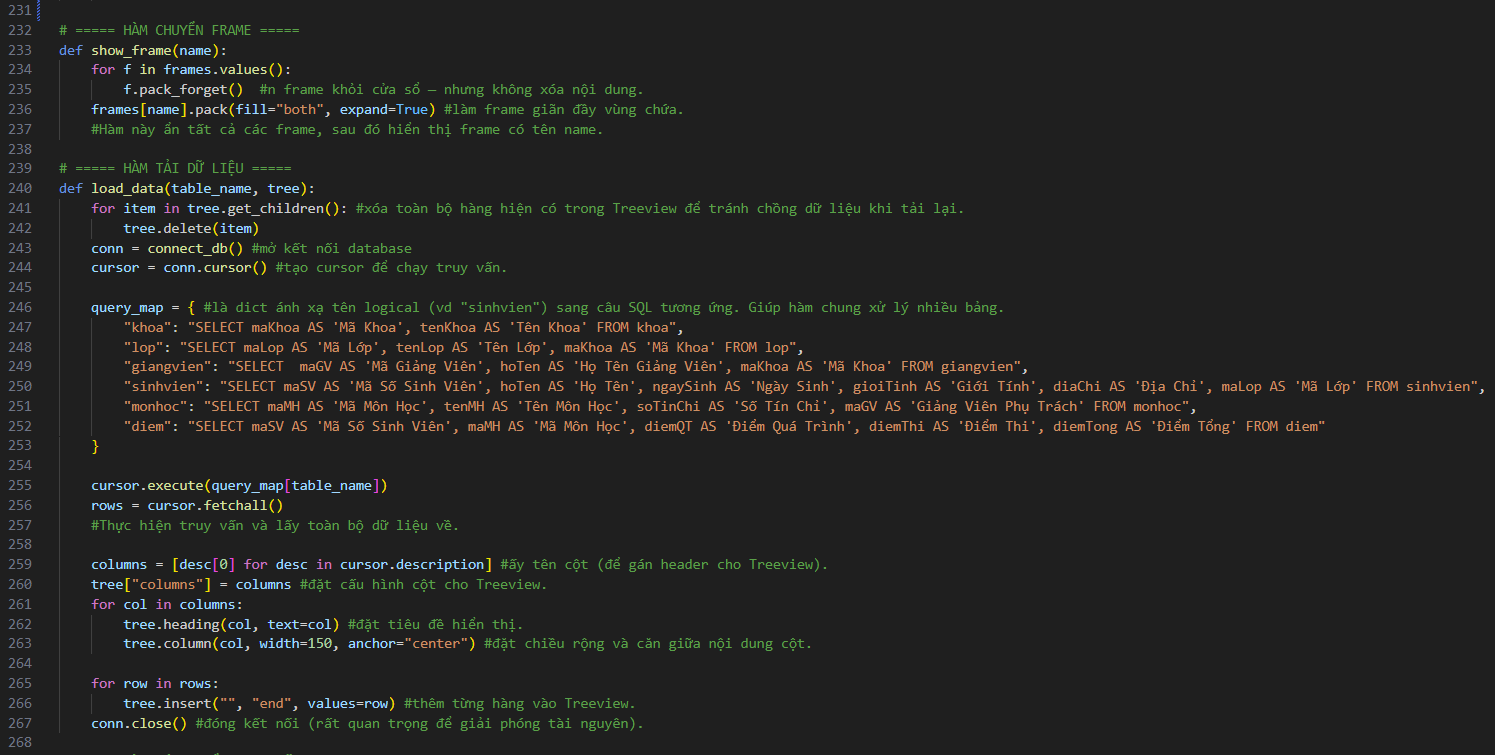 231
232 # ===== HÀM CHUYỂN FRAME =====
233 def show_frame(name):
234     for f in frames.values():
235         f.pack_forget()  #n frame khỏi cửa sổ — nhưng không xóa nội dung.
236     frames[name].pack(fill="both", expand=True) #làm frame giãn đầy vùng chứa.
237     #Hàm này ẩn tất cả các frame, sau đó hiển thị frame có tên name.
238
239 # ===== HÀM TẢI DỮ LIỆU =====
240 def load_data(table_name, tree):
241     for item in tree.get_children(): #xóa toàn bộ hàng hiện có trong Treeview để tránh chồng dữ liệu khi tải lại.
242         tree.delete(item)
243     conn = connect_db() #mở kết nối database
244     cursor = conn.cursor() #tạo cursor để chạy truy vấn.
245
246     query_map = { #là dict ánh xạ tên logical (vd "sinhvien") sang câu SQL tương ứng. Giúp hàm chung xử lý nhiều bảng.
247         "khoa": "SELECT maKhoa AS 'Mã Khoa', tenKhoa AS 'Tên Khoa' FROM khoa",
248         "lop": "SELECT maLop AS 'Mã Lớp', tenLop AS 'Tên Lớp', maKhoa AS 'Mã Khoa' FROM lop",
249         "giangvien": "SELECT  maGV AS 'Mã Giảng Viên', hoTen AS 'Họ Tên Giảng Viên', maKhoa AS 'Mã Khoa' FROM giangvien",
250         "sinhvien": "SELECT maSV AS 'Mã Số Sinh Viên', hoTen AS 'Họ Tên', ngaySinh AS 'Ngày Sinh', gioiTinh AS 'Giới Tính', diaChi AS 'Địa Chỉ', maLop AS 'Mã Lớp' FROM sinhvien",
251         "monhoc": "SELECT maMH AS 'Mã Môn Học', tenMH AS 'Tên Môn Học', soTinChi AS 'Số Tín Chỉ', maGV AS 'Giảng Viên Phụ Trách' FROM monhoc",
252         "diem": "SELECT maSV AS 'Mã Số Sinh Viên', maMH AS 'Mã Môn Học', diemQT AS 'Điểm Quá Trình', diemThi AS 'Điểm Thi', diemTong AS 'Điểm Tổng' FROM diem"
253     }
254
255     cursor.execute(query_map[table_name])
256     rows = cursor.fetchall()
257     #Thực hiện truy vấn và lấy toàn bộ dữ liệu về.
258
259     columns = [desc[0] for desc in cursor.description] #ấy tên cột (để gán header cho Treeview).
260     tree["columns"] = columns #đặt cấu hình cột cho Treeview.
261     for col in columns:
262         tree.heading(col, text=col) #đặt tiêu đề hiển thị.
263         tree.column(col, width=150, anchor="center") #đặt chiều rộng và căn giữa nội dung cột.
264
265     for row in rows:
266         tree.insert("", "end", values=row) #thêm từng hàng vào Treeview.
267     conn.close() #đóng kết nối (rất quan trọng để giải phóng tài nguyên).
268